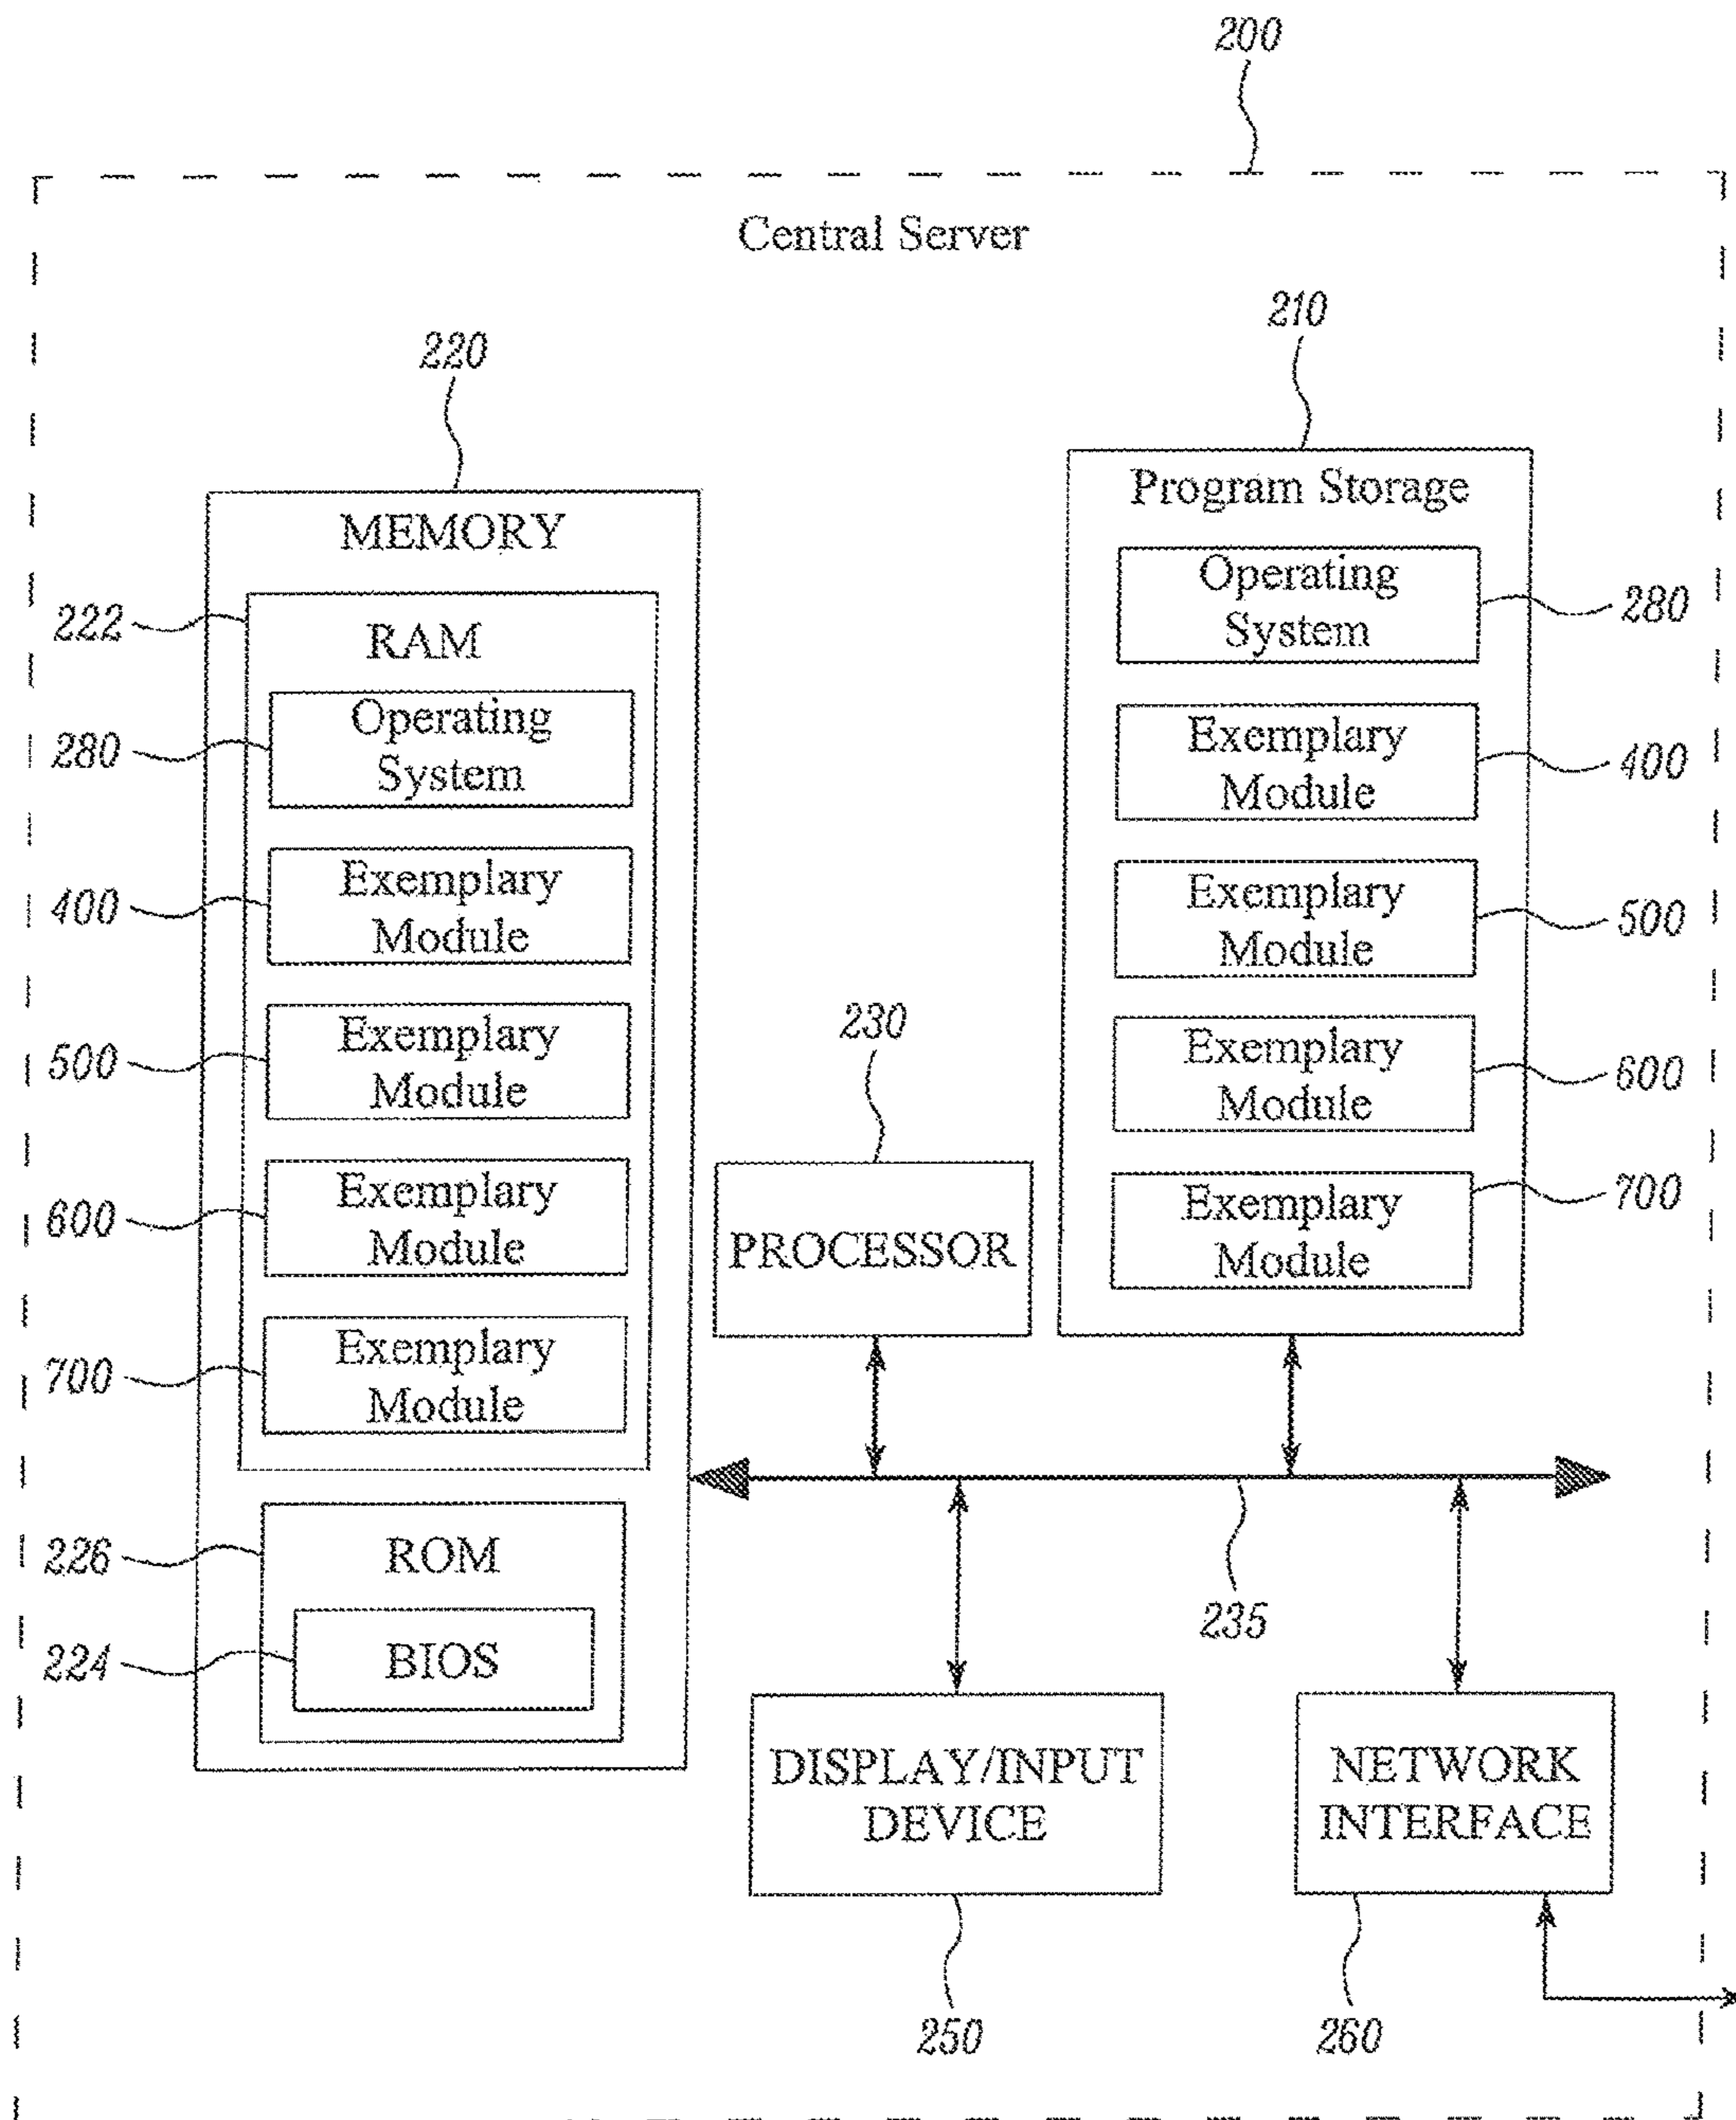 200
Central Server
220
MEMORY
222
RAM
280
Operating
System
400
Exemplary
Module
500
Exemplary
Module
600
Exemplary
Module
700
Exemplary
Module
226
ROM
224
BIOS
230
PROCESSOR
210
Program Storage
Operating
System
280
Exemplary
Module
400
Exemplary
Module
500
Exemplary
Module
600
Exemplary
Module
700
235
DISPLAY/INPUT
DEVICE
250
NETWORK
INTERFACE
260